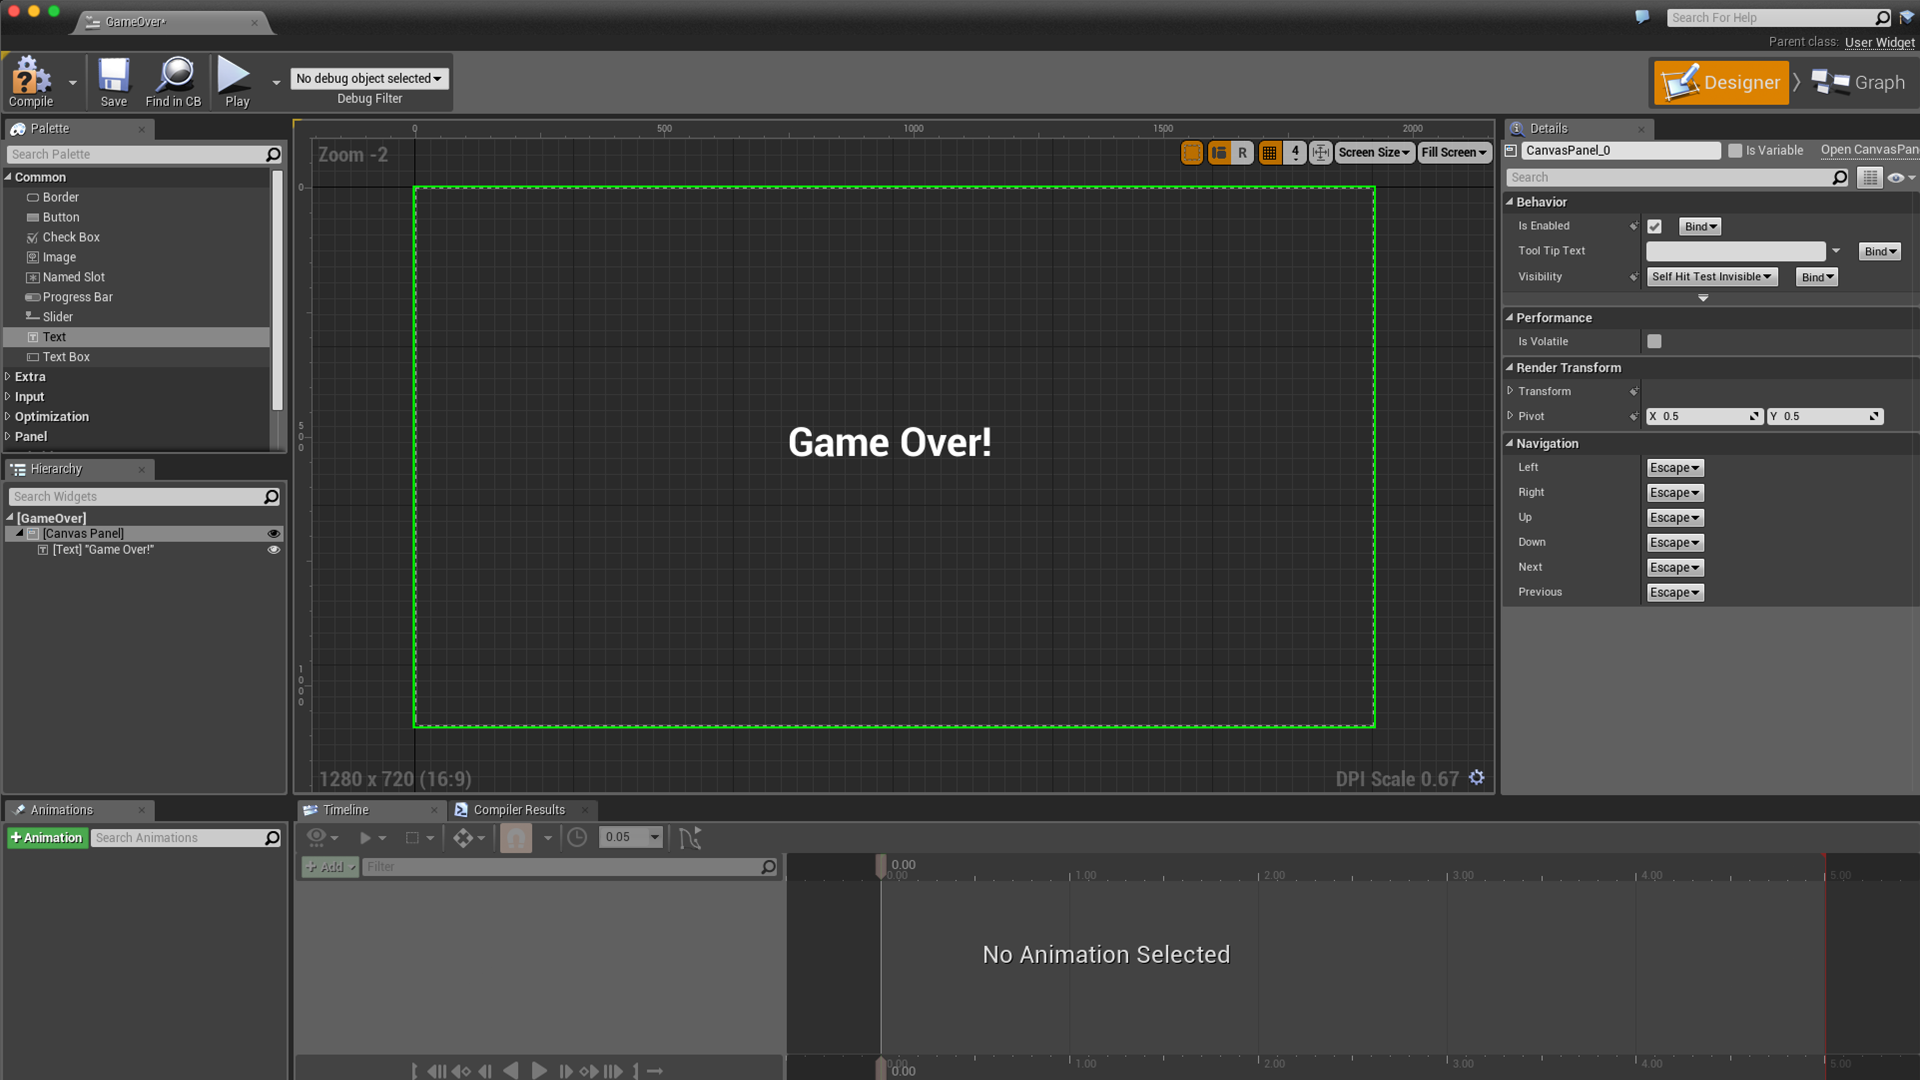 GameOver*
Search For Help
Parent class: User Widget
Compile
Save
Find in CB
Play
No debug object selected
Debug Filter
Designer
Graph
Palette
Search Palette
Common
Border
Button
Check Box
Image
Named Slot
Progress Bar
Slider
Text
Text Box
Extra
Input
Optimization
Panel
Hierarchy
Search Widgets
[GameOver]
[Canvas Panel]
[Text] "Game Over!"
0 500 1000 1500 2000
Zoom -2
R
4
Screen Size
Fill Screen
0
500
1000
Game Over!
1280 x 720 (16:9)
DPI Scale 0.67
Details
CanvasPanel_0
Is Variable
Open CanvasPan
Search
Behavior
Is Enabled
Bind
Tool Tip Text
Bind
Visibility
Self Hit Test Invisible
Bind
Performance
Is Volatile
Render Transform
Transform
Pivot
X 0.5
Y 0.5
Navigation
Left Escape
Right Escape
Up Escape
Down Escape
Next Escape
Previous Escape
Animations
+Animation
Search Animations
Timeline
Compiler Results
0.05
+ Add
Filter
0.00
0.00 1.00 2.00 3.00 4.00 5.00
No Animation Selected
0.00 1.00 2.00 3.00 4.00 5.00
0.00